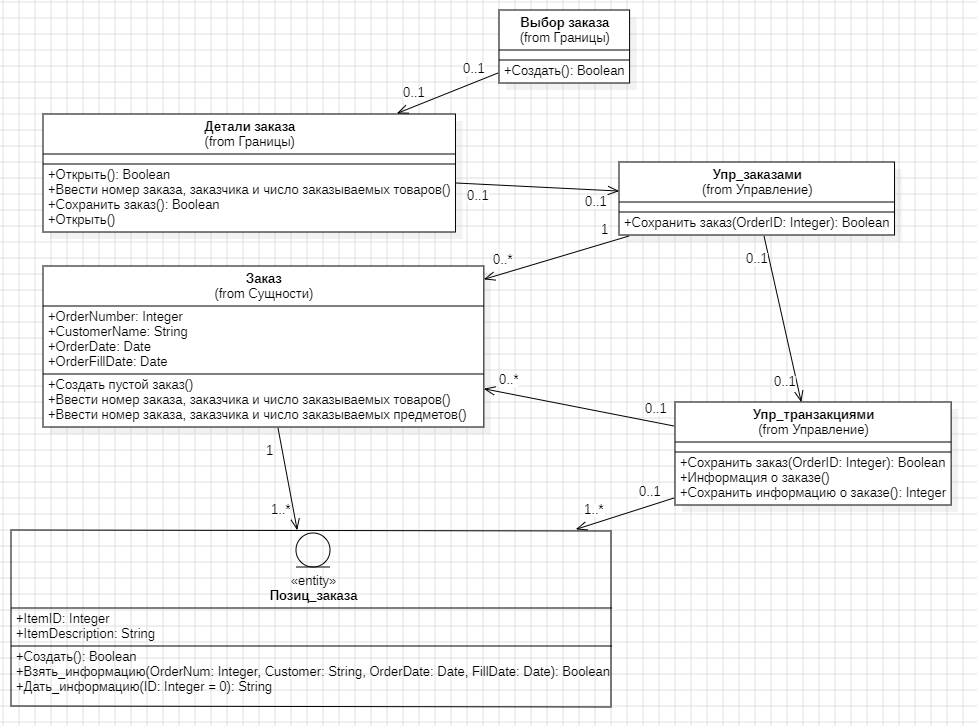 Выбор заказа
(from Границы)
+Создать(): Boolean
0..1
0..1
Детали заказа
(from Границы)
+Открыть(): Boolean
+Ввести номер заказа, заказчика и число заказываемых товаров()
+Сохранить заказ(): Boolean
+Открыть()
0..1
0..1
Упр_заказами
(from Управление)
+Сохранить заказ(OrderID: Integer): Boolean
1
0..*
0..1
0..1
Заказ
(from Сущности)
+OrderNumber: Integer
+CustomerName: String
+OrderDate: Date
+OrderFillDate: Date
+Создать пустой заказ()
+Ввести номер заказа, заказчика и число заказываемых товаров()
+Ввести номер заказа, заказчика и число заказываемых предметов()
0..*
0..1
Упр_транзакциями
(from Управление)
+Сохранить заказ(OrderID: Integer): Boolean
+Информация о заказе()
+Сохранить информацию о заказе(): Integer
1
1..*
0..1
1..*
«entity»
Позиц_заказа
+ItemID: Integer
+ItemDescription: String
+Создать(): Boolean
+Взять_информацию(OrderNum: Integer, Customer: String, OrderDate: Date, FillDate: Date): Boolean
+Дать_информацию(ID: Integer = 0): String